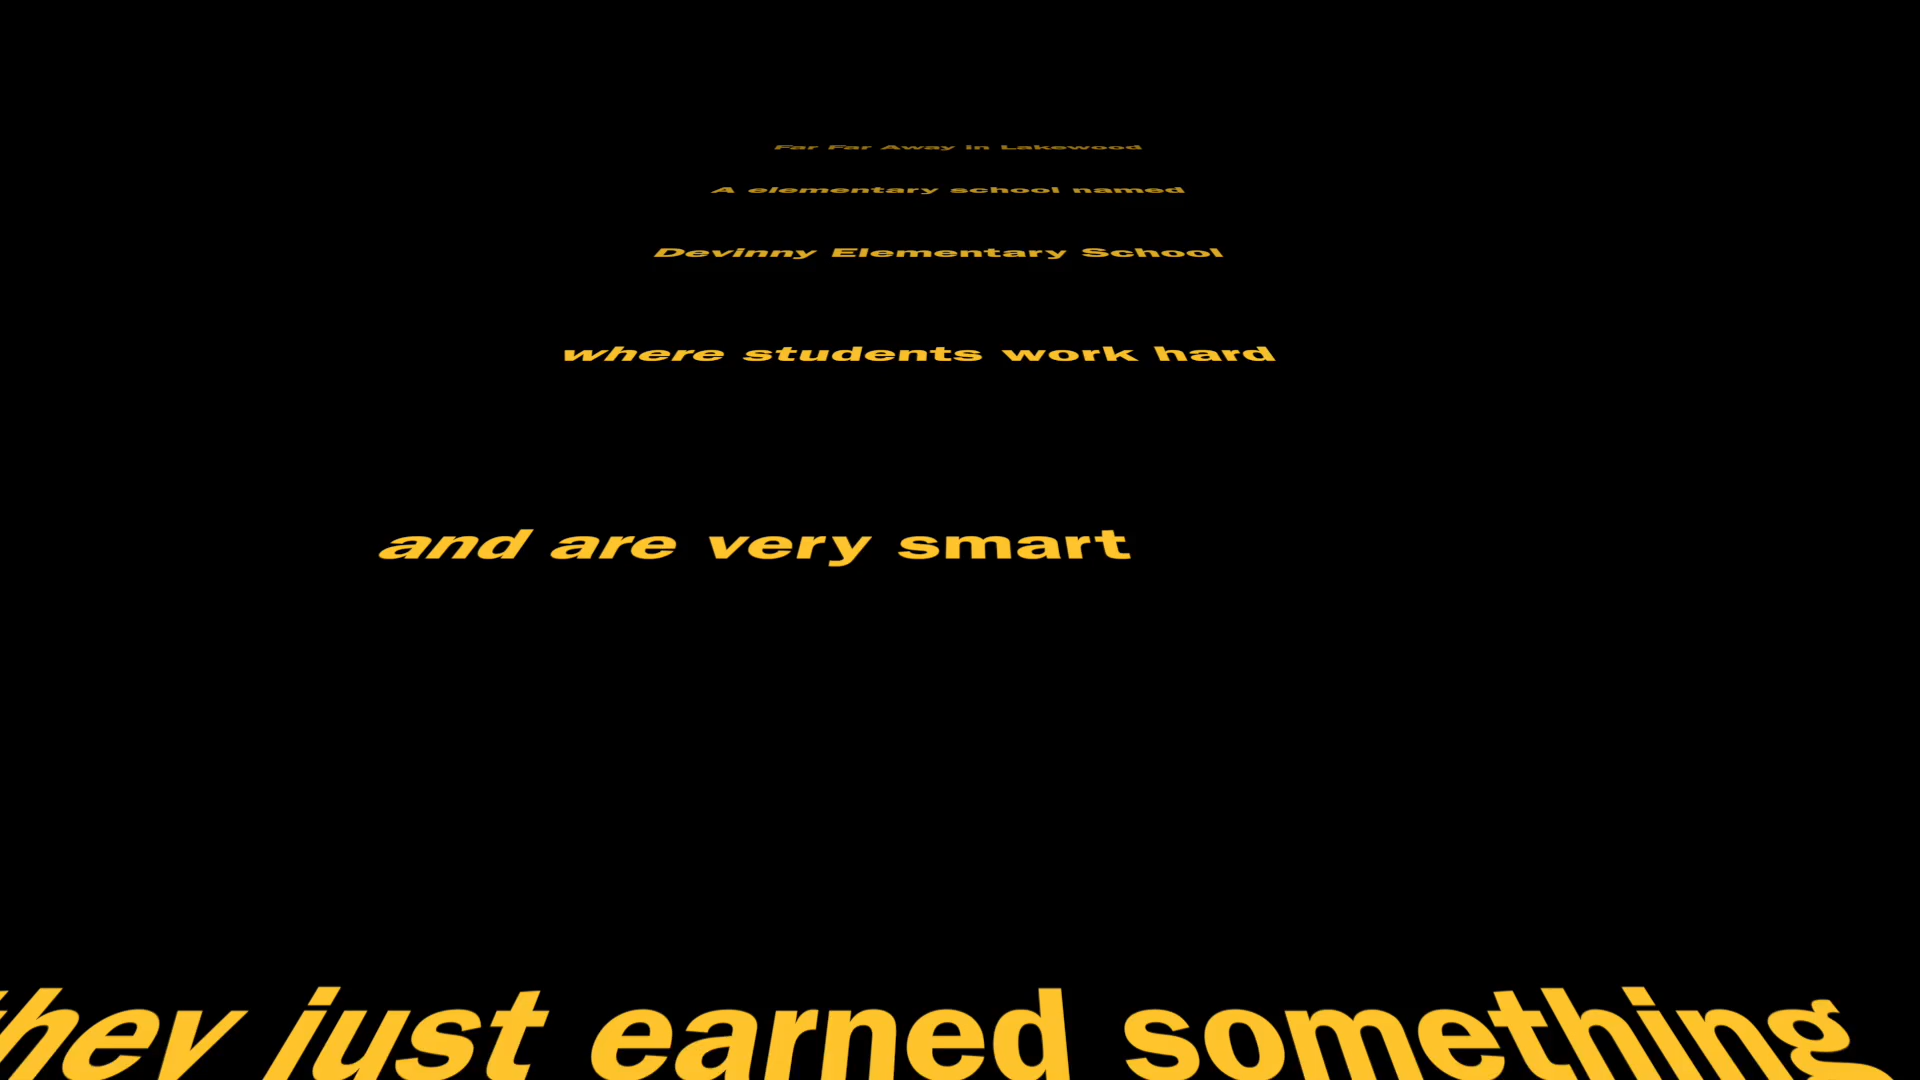 Far Far Away in Lakewood
A elementary school named
Devinny Elementary School
where students work hard
and are very smart
they just earned something